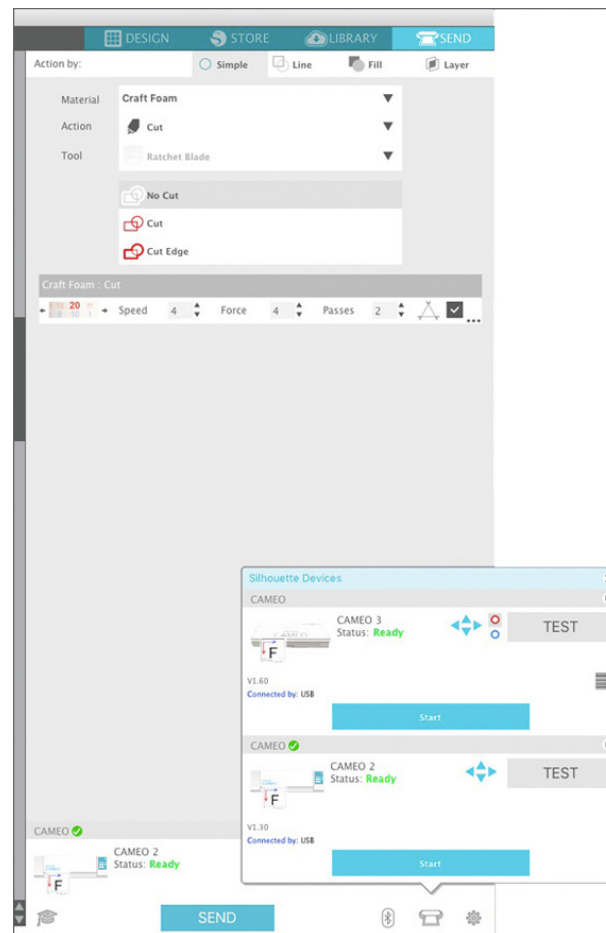 DESIGN STORE LIBRARY SEND
Action by: Simple Line Fill Layer
Material Craft Foam
Action Cut
Tool Ratchet Blade
No Cut
Cut
Cut Edge
Craft Foam : Cut
20 Speed 4 Force 4 Passes 2
Silhouette Devices
CAMEO
CAMEO 3
Status: Ready
TEST
F
V1.60
Connected by: USB
Start
CAMEO
CAMEO 2
Status: Ready
TEST
F
V1.30
Connected by: USB
Start
CAMEO
CAMEO 2
Status: Ready
F
SEND